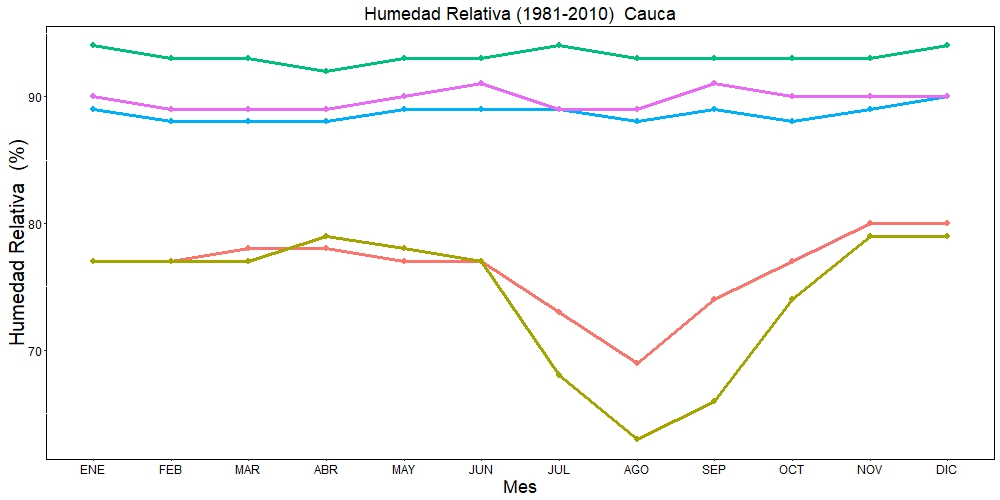 Humedad Relativa (1981-2010)  Cauca
Humedad Relativa  (%)
90
80
70
ENE FEB MAR ABR MAY JUN JUL AGO SEP OCT NOV DIC
Mes